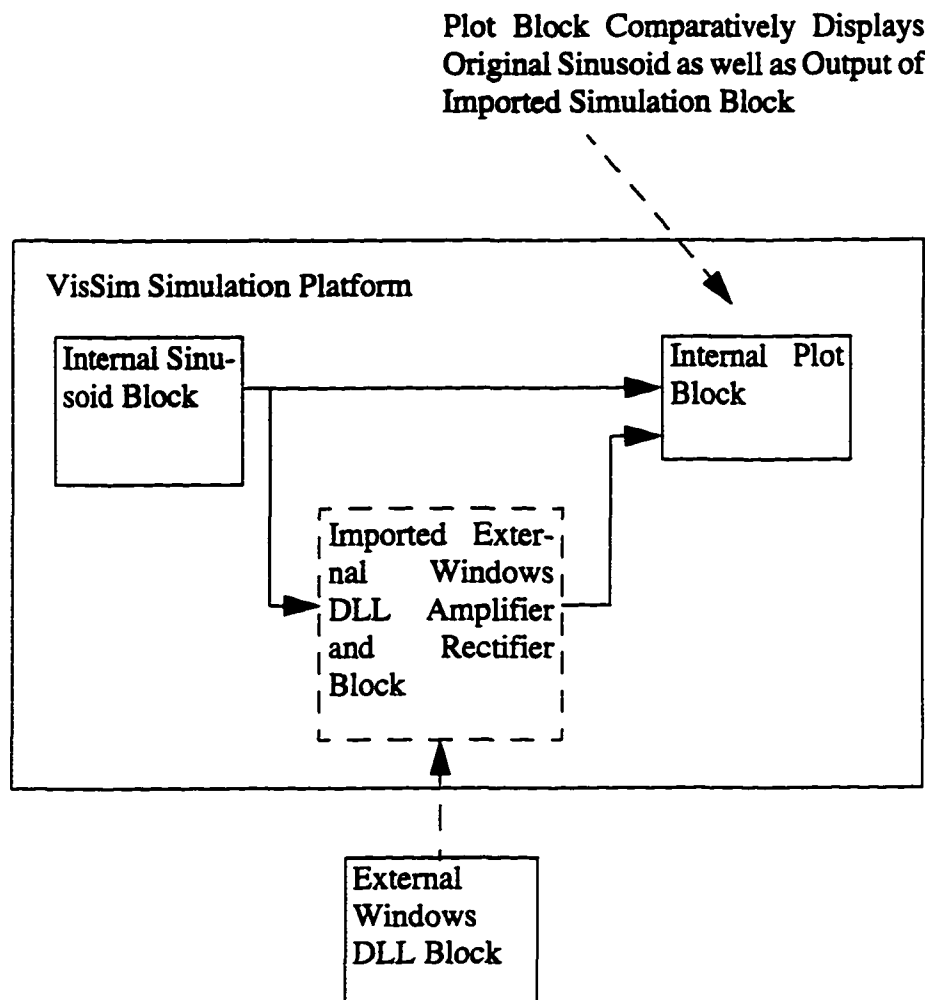 Plot Block Comparatively Displays
Original Sinusoid as well as Output of
Imported Simulation Block
VisSim Simulation Platform
Internal Sinu-
soid Block
Internal Plot
Block
Imported Exter-
nal Windows
DLL Amplifier
and Rectifier
Block
External
Windows
DLL Block